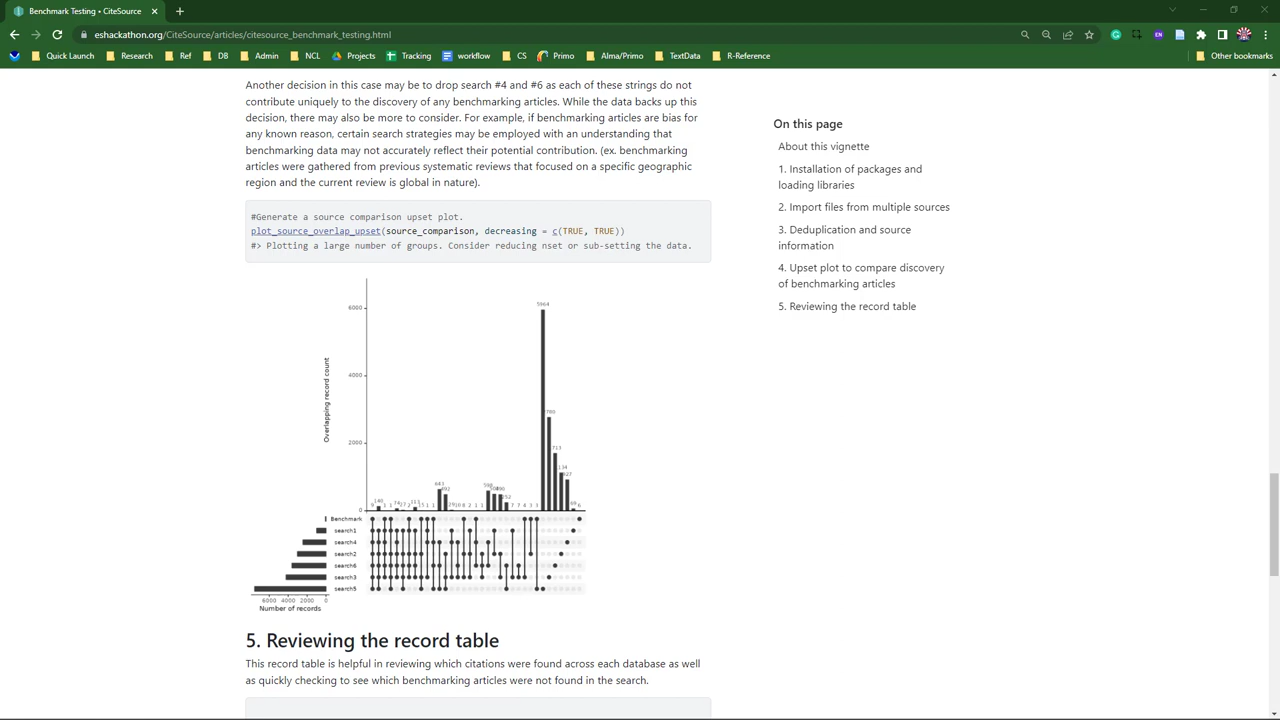 Benchmark Testing • CiteSource
eshackathon.org/CiteSource/articles/citesource_benchmark_testing.html
Quick Launch Research Ref DB Admin NCL Projects Tracking workflow CS Primo Alma/Primo TextData R-Reference Other bookmarks
Another decision in this case may be to drop search #4 and #6 as each of these strings do not
contribute uniquely to the discovery of any benchmarking articles. While the data backs up this
decision, there may also be more to consider. For example, if benchmarking articles are bias for
any known reason, certain search strategies may be employed with an understanding that
benchmarking data may not accurately reflect their potential contribution. (ex. benchmarking
articles were gathered from previous systematic reviews that focused on a specific geographic
region and the current review is global in nature).
On this page
About this vignette
1. Installation of packages and
loading libraries
2. Import files from multiple sources
3. Deduplication and source
information
4. Upset plot to compare discovery
of benchmarking articles
5. Reviewing the record table
#Generate a source comparison upset plot.
plot_source_overlap_upset(source_comparison, decreasing = c(TRUE, TRUE))
#> Plotting a large number of groups. Consider reducing nset or sub-setting the data.
5964
6000
4000
2000
0
Overlapping record count
Benchmark
search1
search4
search2
search6
search3
search5
6000 4000 2000 0
Number of records
5. Reviewing the record table
This record table is helpful in reviewing which citations were found across each database as well
as quickly checking to see which benchmarking articles were not found in the search.